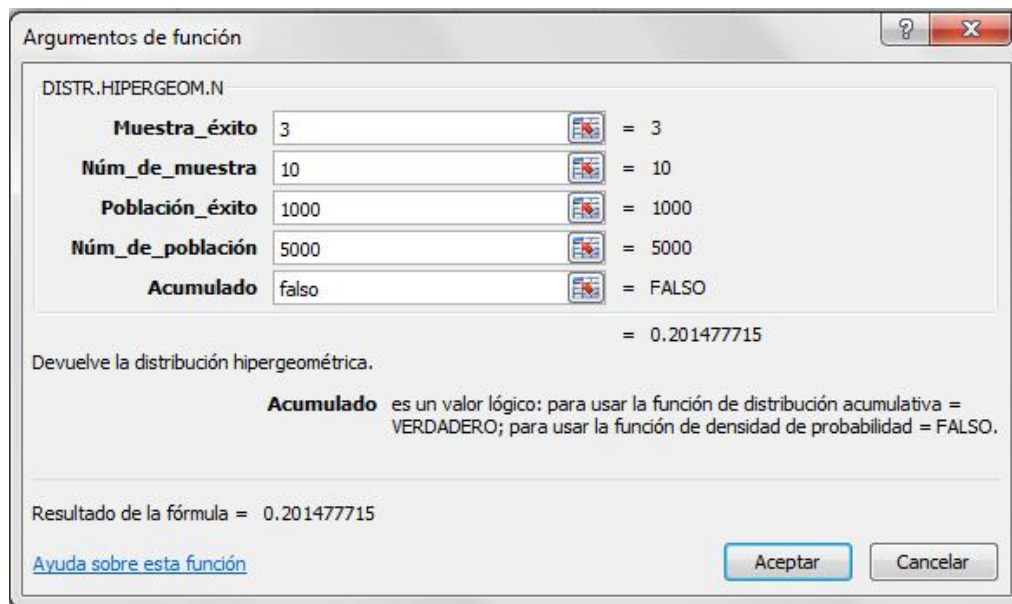 Argumentos de función
DISTR.HIPERGEOM.N
Muestra_éxito 3 = 3
Núm_de_muestra 10 = 10
Población_éxito 1000 = 1000
Núm_de_población 5000 = 5000
Acumulado falso = FALSO
= 0.201477715
Devuelve la distribución hipergeométrica.
Acumulado es un valor lógico: para usar la función de distribución acumulativa =
VERDADERO; para usar la función de densidad de probabilidad = FALSO.
Resultado de la fórmula = 0.201477715
Ayuda sobre esta función Aceptar Cancelar